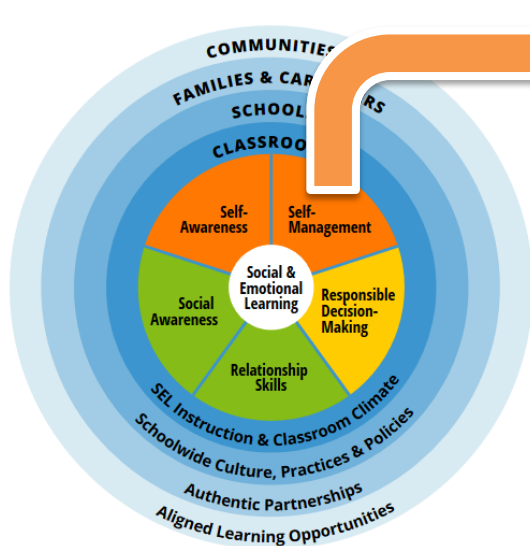 COMMUNITIES
FAMILIES & CAR ERS
SCHOOL
CLASSROO
Self-
Awareness
Self-
Management
Social &
Emotional
Learning
Social
Awareness
Responsible
Decision-
Making
Relationship
Skills
SEL Instruction & Classroom Climate
Schoolwide Culture, Practices & Policies
Authentic Partnerships
Aligned Learning Opportunities